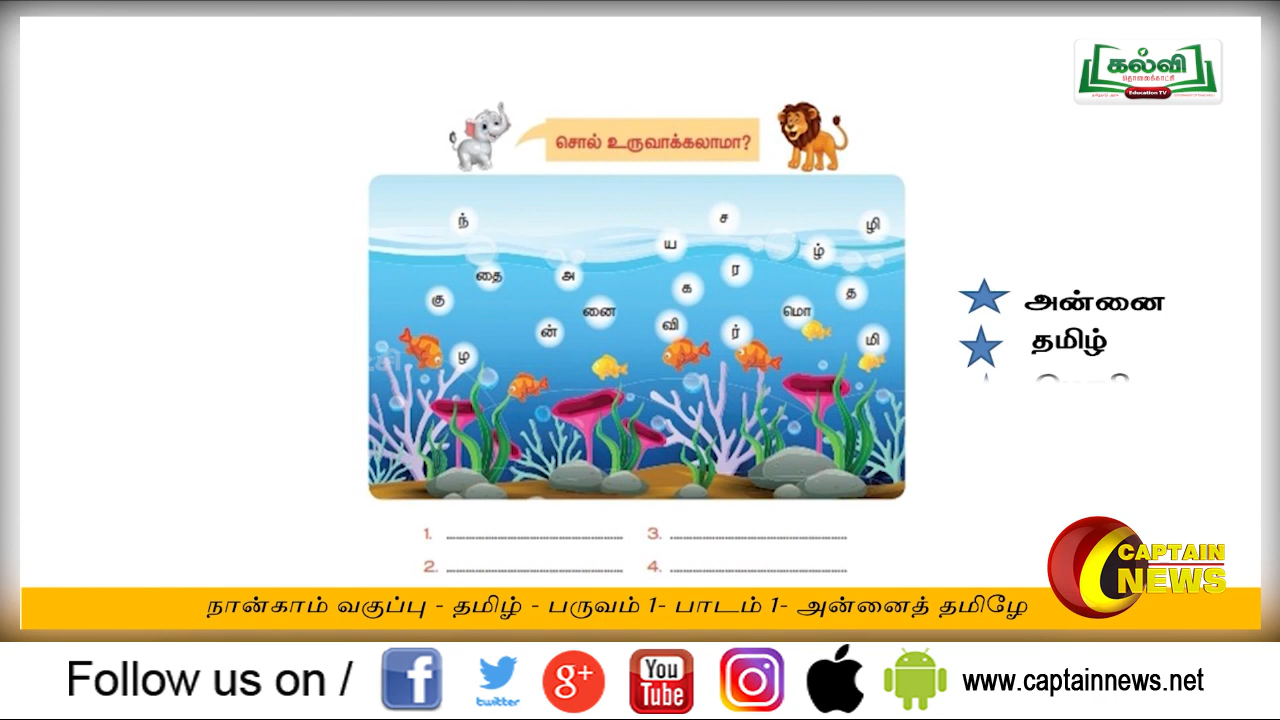 கல்வி
தொலைக்காட்சி
Education TV
சொல் உருவாக்கலாமா?
ந்
ச
ழி
ய
ழ்
தை
அ
ர
கு
க
த
னை
மொ
ன்
வி
ர்
மி
ழ
அன்னை
தமிழ்
1.
3.
2.
4.
CAPTAIN
NEWS
நான்காம் வகுப்பு - தமிழ் - பருவம் 1- பாடம் 1- அன்னைத் தமிழே
Follow us on /
f
twitter
g+
You
Tube
www.captainnews.net